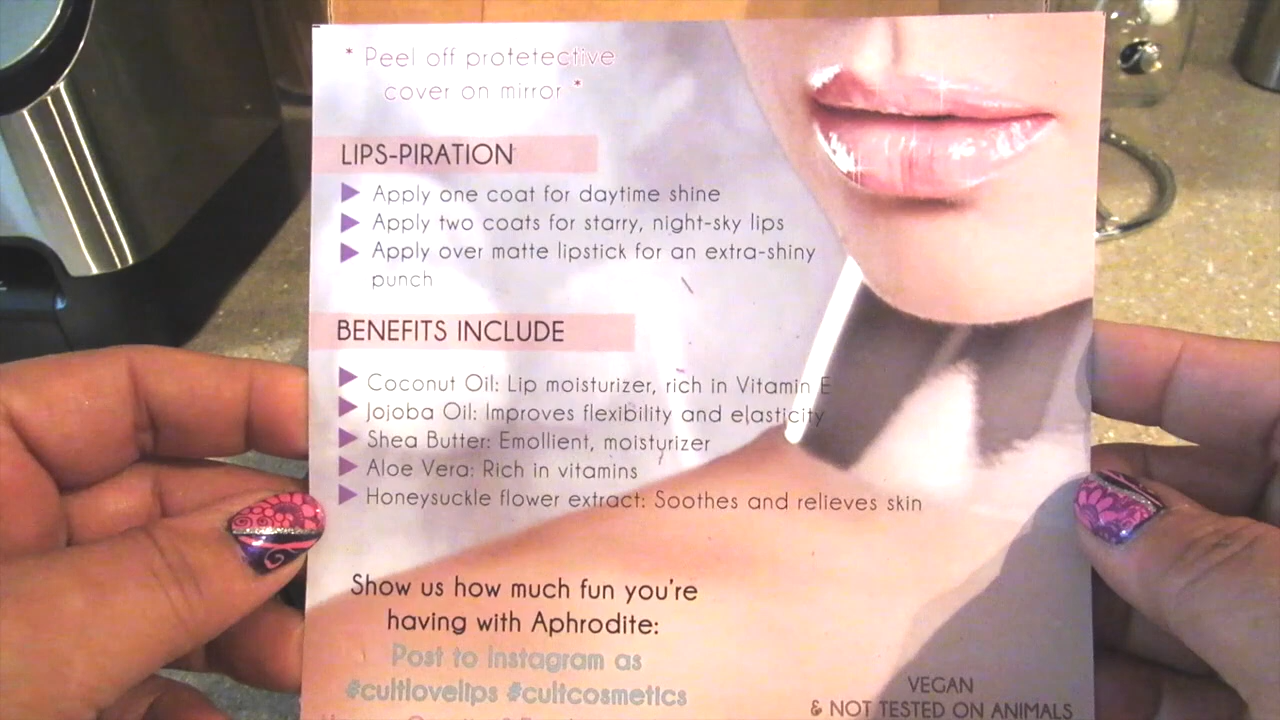 * Peel off protetective
cover on mirror *
LIPS-PIRATION
Apply one coat for daytime shine
Apply two coats for starry, night-sky lips
Apply over matte lipstick for an extra-shiny
punch
BENEFITS INCLUDE
Coconut Oil: Lip moisturizer, rich in Vitamin E
Jojoba Oil: Improves flexibility and elasticity
Shea Butter: Emollient, moisturizer
Aloe Vera: Rich in vitamins
Honeysuckle flower extract: Soothes and relieves skin
Show us how much fun you're
having with Aphrodite:
Post to Instagram as
#cultlovelips #cultcosmetics
VEGAN
& NOT TESTED ON ANIMALS